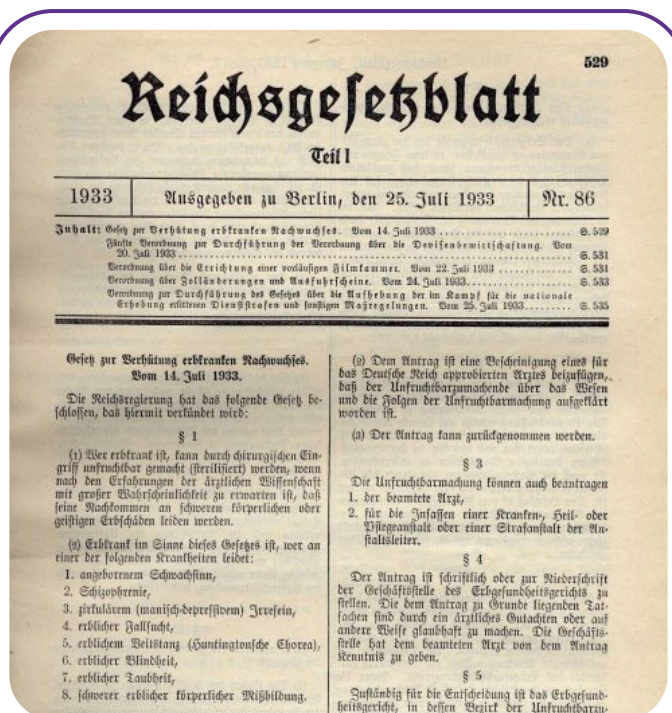 529
Reichsgesetzblatt
Teil I
1933 Ausgegeben zu Berlin, den 25. Juli 1933 Nr. 86
Inhalt: Gesetz zur Verhütung erbkranken Nachwuchses. Vom 14. Juli 1933 ........ S. 529
Fünfte Verordnung zur Durchführung der Verordnung über die Devisenbewirtschaftung. Vom
20. Juli 1933 ........ S. 531
Verordnung über die Errichtung einer vorläufigen Filmkammer. Vom 22. Juli 1933 ........ S. 531
Verordnung über Zolländerungen und Ausfuhrscheine. Vom 24. Juli 1933 ........ S. 533
Verordnung zur Durchführung des Gesetzes über die Aufhebung der im Kampf für die nationale
Erhebung erlittenen Dienststrafen und sonstigen Maßregelungen. Vom 25. Juli 1933 ........ S. 535
Gesetz zur Verhütung erbkranken Nachwuchses.
Vom 14. Juli 1933.
Die Reichsregierung hat das folgende Gesetz be-
schlossen, das hiermit verkündet wird:
§ 1
(1) Wer erbkrank ist, kann durch chirurgischen Ein-
griff unfruchtbar gemacht (sterilisiert) werden, wenn
nach den Erfahrungen der ärztlichen Wissenschaft
mit großer Wahrscheinlichkeit zu erwarten ist, daß
seine Nachkommen an schweren körperlichen oder
geistigen Erbschäden leiden werden.
(2) Erbkrank im Sinne dieses Gesetzes ist, wer an
einer der folgenden Krankheiten leidet:
1. angeborenem Schwachsinn,
2. Schizophrenie,
3. zirkulärem (manisch-depressivem) Irresein,
4. erblicher Fallsucht,
5. erblichem Veitstanz (Huntingtonsche Chorea),
6. erblicher Blindheit,
7. erblicher Taubheit,
8. schwerer erblicher körperlicher Mißbildung.
(2) Dem Antrag ist eine Bescheinigung eines für
das Deutsche Reich approbierten Arztes beizufügen,
daß der Unfruchtbarzumachende über das Wesen
und die Folgen der Unfruchtbarmachung aufgeklärt
worden ist.
(3) Der Antrag kann zurückgenommen werden.
§ 3
Die Unfruchtbarmachung können auch beantragen
1. der beamtete Arzt,
2. für die Insassen einer Kranken-, Heil- oder
Pflegeanstalt oder einer Strafanstalt der An-
staltsleiter.
§ 4
Der Antrag ist schriftlich oder zur Niederschrift
der Geschäftsstelle des Erbgesundheitsgerichts zu
stellen. Die dem Antrag zu Grunde liegenden Tat-
sachen sind durch ein ärztliches Gutachten oder auf
andere Weise glaubhaft zu machen. Die Geschäfts-
stelle hat dem beamteten Arzt von dem Antrag
Kenntnis zu geben.
§ 5
Zuständig für die Entscheidung ist das Erbgesund-
heitsgericht, in dessen Bezirk der Unfruchtbarzu-